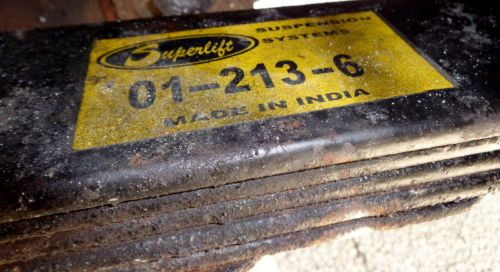 Superlift SUSPENSION
SYSTEMS
01-213-6
MADE IN INDIA